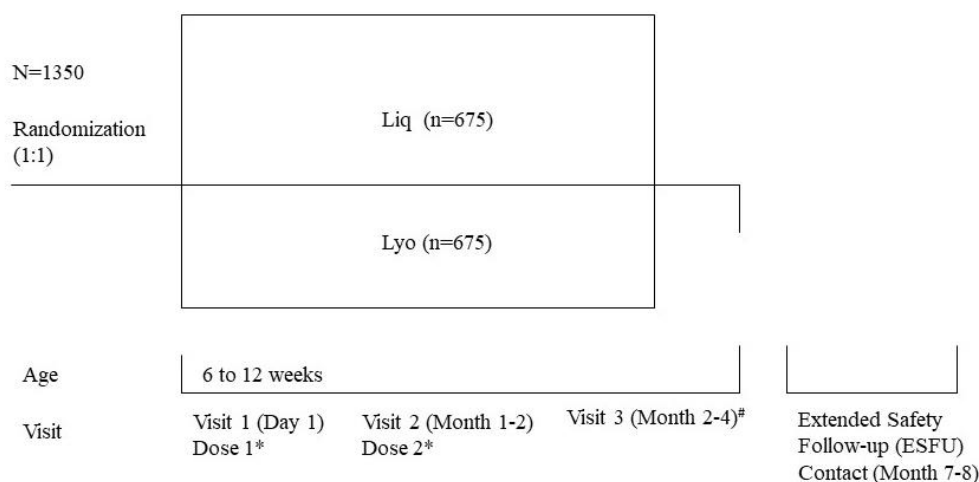 N=1350
Randomization
(1:1)
Liq (n=675)
Lyo (n=675)
Age
6 to 12 weeks
Visit
Visit 1 (Day 1)
Dose 1*
Visit 2 (Month 1-2)
Dose 2*
Visit 3 (Month 2-4)#
Extended Safety
Follow-up (ESFU)
Contact (Month 7-8)